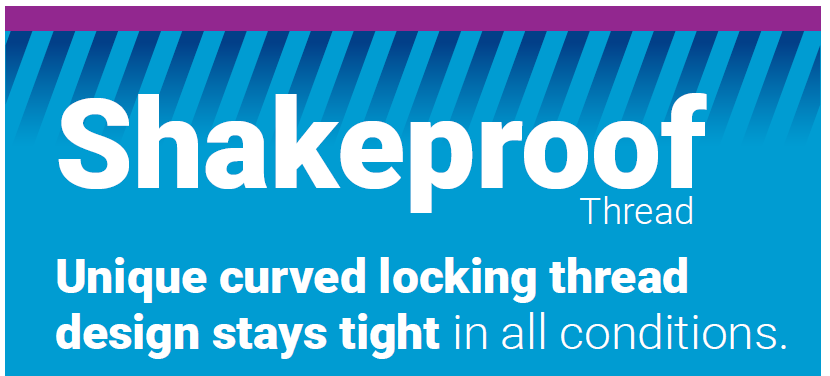 Shakeproof
Thread
Unique curved locking thread
design stays tight in all conditions.